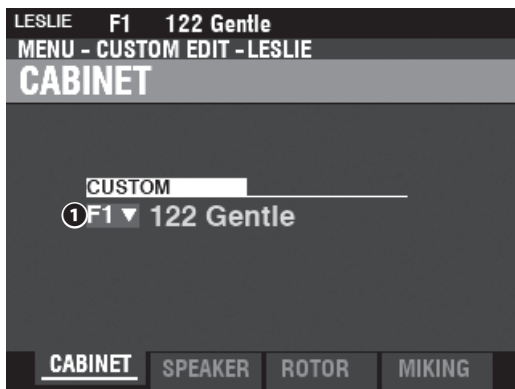 LESLIE F1 122 Gentle
MENU - CUSTOM EDIT - LESLIE
CABINET
CUSTOM
1 F1 ▼ 122 Gentle
CABINET SPEAKER ROTOR MIKING